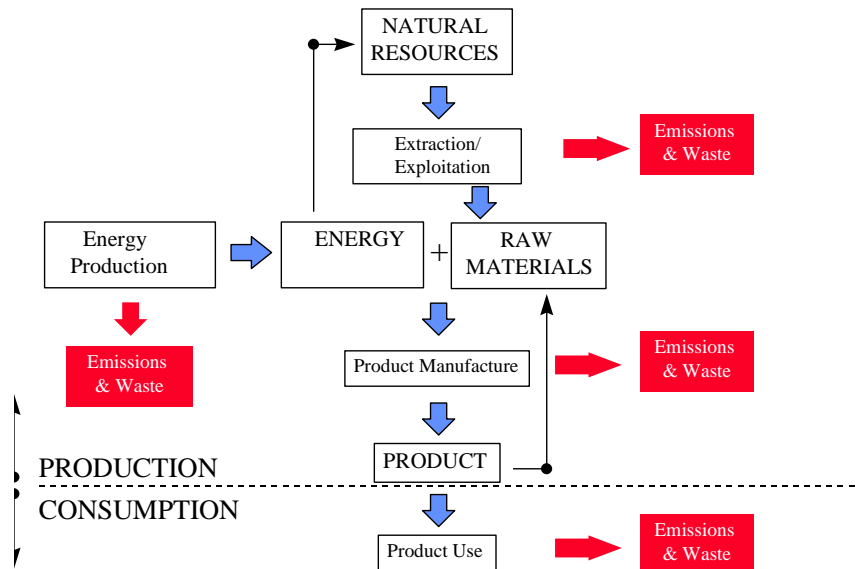 NATURAL
RESOURCES
Extraction/
Exploitation
Emissions
& Waste
Energy
Production
ENERGY
+
RAW
MATERIALS
Emissions
& Waste
Product Manufacture
Emissions
& Waste
PRODUCTION
PRODUCT
CONSUMPTION
Product Use
Emissions
& Waste